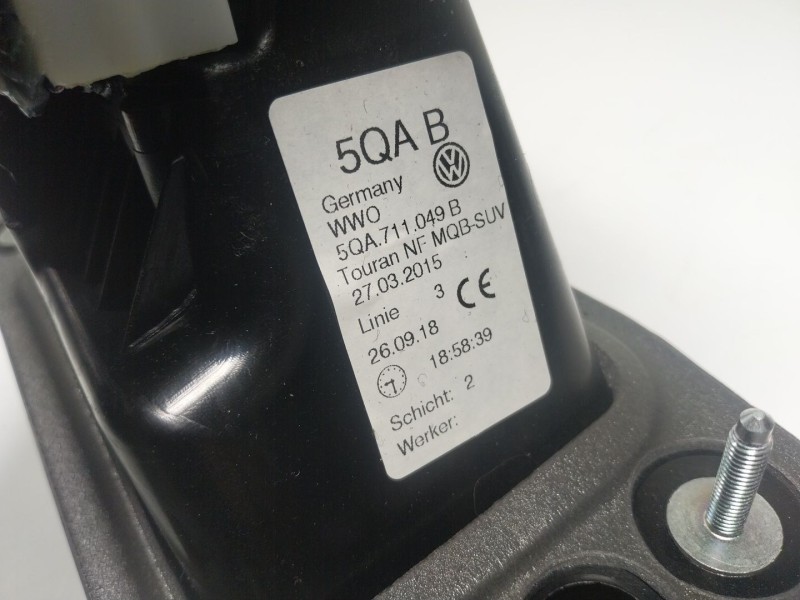 5QA B
Germany
WWO
5QA.711.049 B
Touran NF MQB-SUV
27.03.2015
Linie 3 CE
26.09.18
18:58:39
Schicht: 2
Werker: